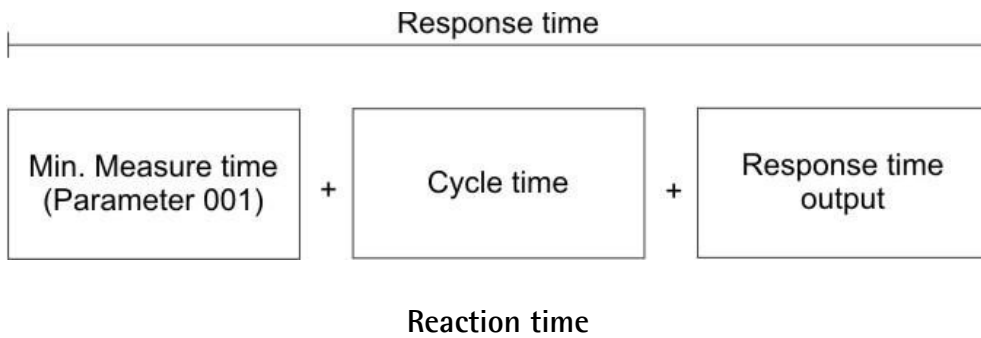 Response time
Min. Measure time
(Parameter 001)
+
Cycle time
+
Response time
output
Reaction time